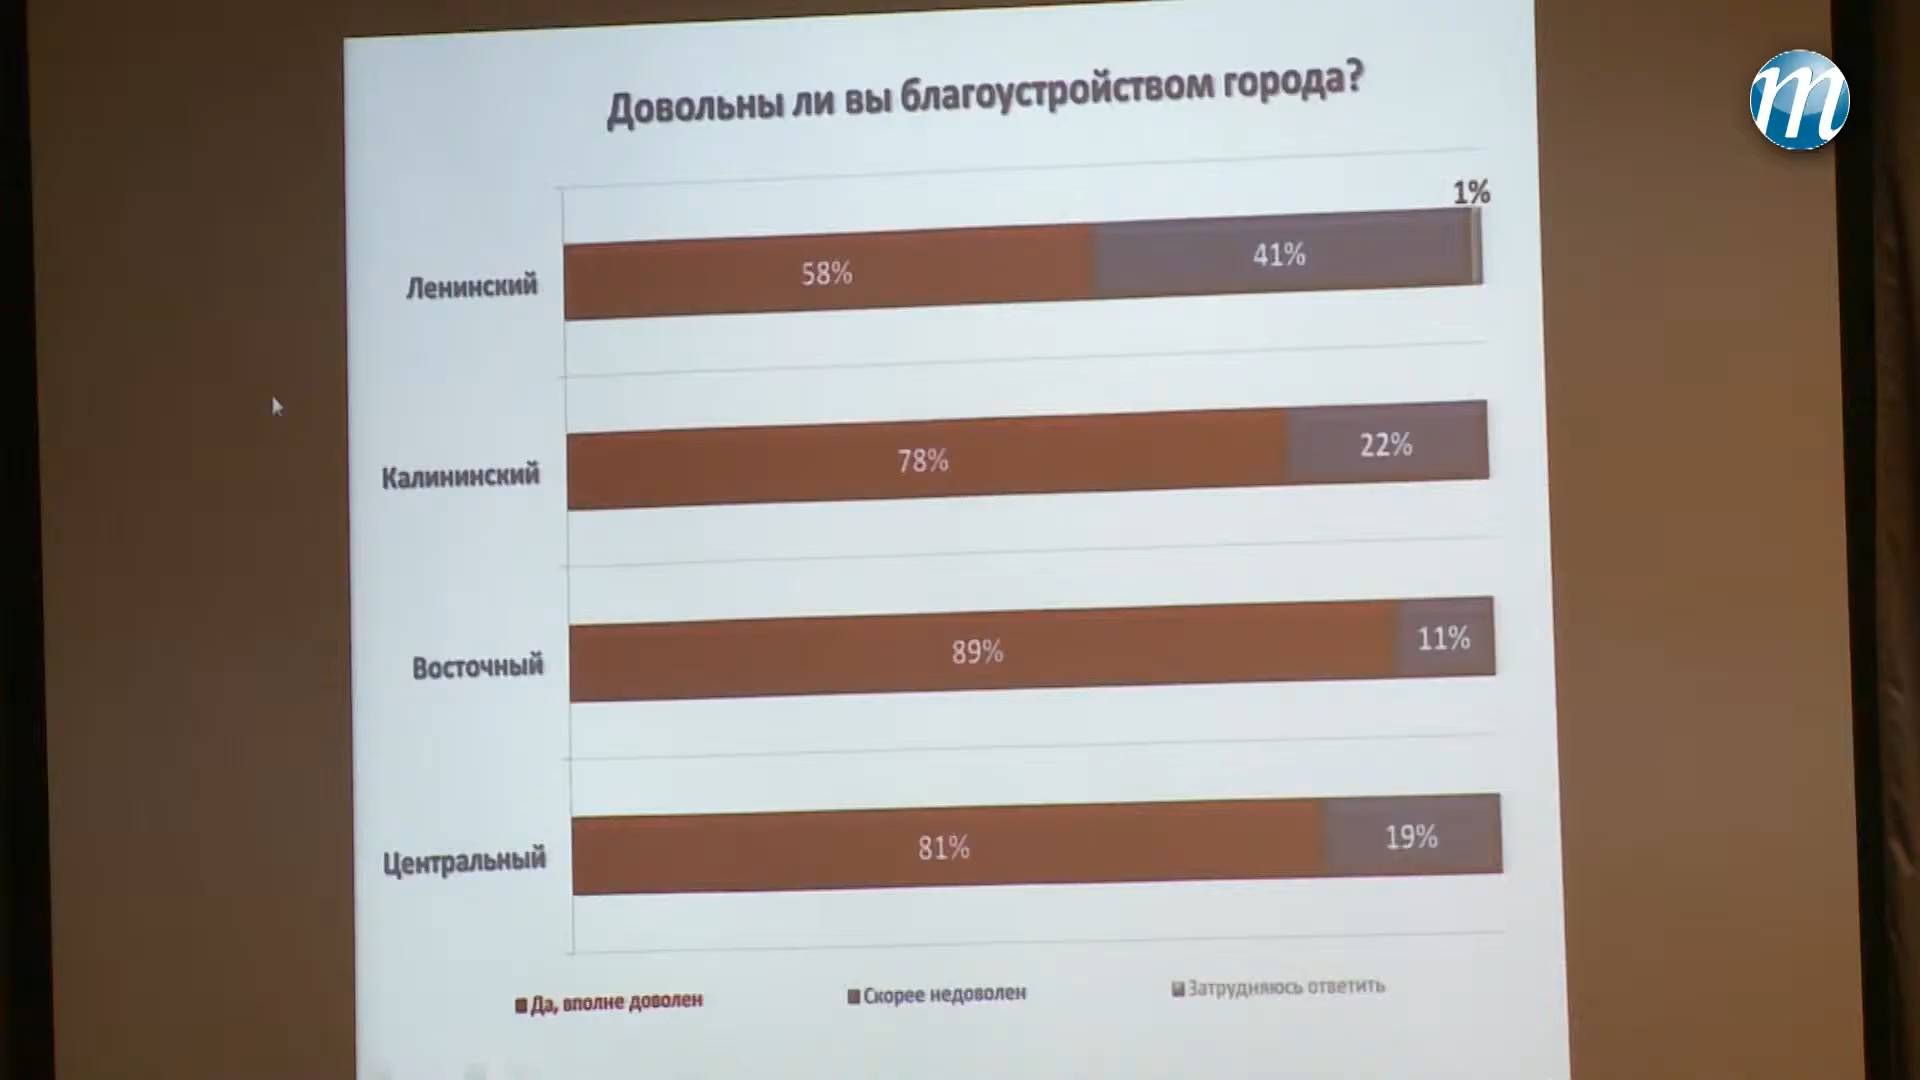 Довольны ли вы благоустройством города?
1%
Ленинский 58% 41%
Калининский 78% 22%
Восточный 89% 11%
Центральный 81% 19%
Да, вполне доволен Скорее недоволен Затрудняюсь ответить
m